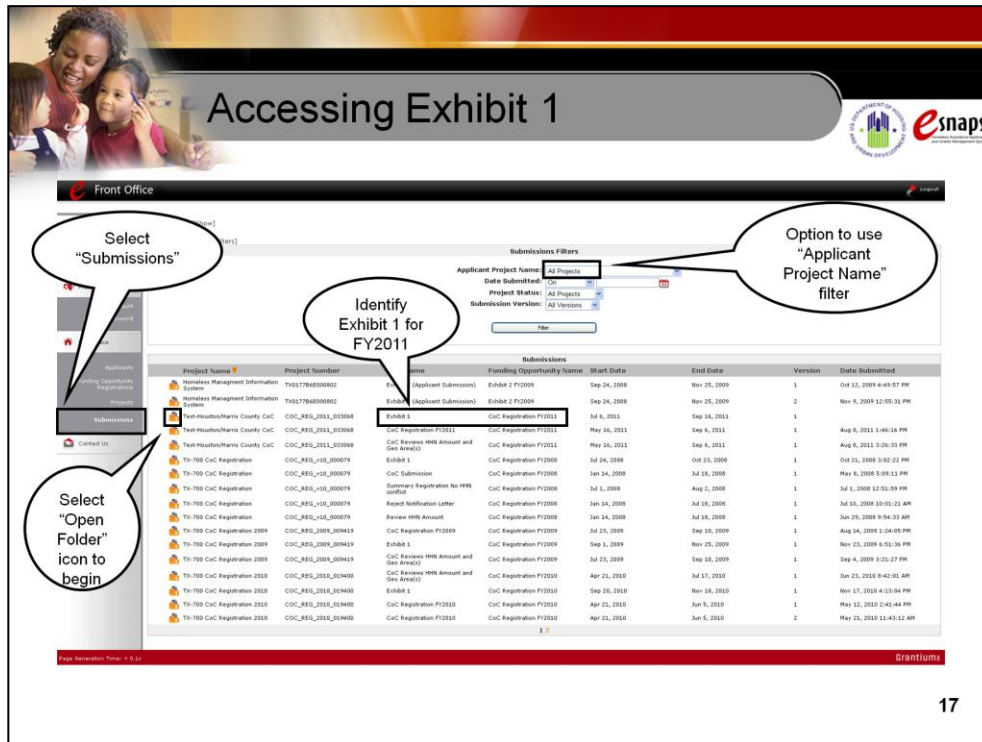 Accessing Exhibit 1
esnaps
Front Office
Logout
Show]
Select
“Submissions”
Submissions Filters
Applicant Project Name: All Projects
Date Submitted: On
Project Status: All Projects
Submission Version: All Versions
Filter
Option to use
“Applicant
Project Name”
filter
Identify
Exhibit 1 for
FY2011
Applicants
Funding Opportunity
Registrations
Projects
Submissions
Contact Us
Select
“Open
Folder”
icon to
begin
Submissions
Project Name Project Number Funding Opportunity Name Start Date End Date Version Date Submitted
Homeless Managment Information System TX0177B6E000802 (Applicant Submission) Exhibit 2 FY2009 Sep 24, 2008 Nov 25, 2009 1 Oct 12, 2009 4:49:57 PM
Homeless Managment Information System TX0177B6E000802 (Applicant Submission) Exhibit 2 FY2009 Sep 24, 2008 Nov 25, 2009 2 Nov 9, 2009 12:55:31 PM
Test-Houston/Harris County CoC COC_REG_2011_033068 Exhibit 1 CoC Registration FY2011 Jul 6, 2011 Sep 16, 2011 1
Test-Houston/Harris County CoC COC_REG_2011_033068 CoC Registration FY2011 CoC Registration FY2011 May 16, 2011 Sep 6, 2011 1 Aug 8, 2011 1:46:16 PM
Test-Houston/Harris County CoC COC_REG_2011_033068 CoC Reviews HHN Amount and Geo Area(s) CoC Registration FY2011 May 16, 2011 Sep 6, 2011 1 Aug 8, 2011 3:26:33 PM
TX-700 CoC Registration COC_REG_v10_000079 Exhibit 1 CoC Registration FY2008 Jul 24, 2008 Oct 23, 2008 1 Oct 21, 2008 3:02:22 PM
TX-700 CoC Registration COC_REG_v10_000079 CoC Submission CoC Registration FY2008 Jan 14, 2008 Jul 18, 2008 1 May 6, 2008 5:09:11 PM
TX-700 CoC Registration COC_REG_v10_000079 Summary Registration No HHN conflict CoC Registration FY2008 Jul 1, 2008 Aug 2, 2008 1 Jul 1, 2008 12:51:59 PM
TX-700 CoC Registration COC_REG_v10_000079 Reject Notification Letter CoC Registration FY2008 Jan 14, 2008 Jul 18, 2008 1 Jul 10, 2008 10:01:21 AM
TX-700 CoC Registration COC_REG_v10_000079 Review HHN Amount CoC Registration FY2008 Jan 14, 2008 Jul 18, 2008 1 Jun 29, 2008 9:54:33 AM
TX-700 CoC Registration 2009 COC_REG_2009_009419 CoC Registration FY2009 CoC Registration FY2009 Jul 23, 2009 Sep 10, 2009 1 Aug 14, 2009 1:34:05 PM
TX-700 CoC Registration 2009 COC_REG_2009_009419 Exhibit 1 CoC Registration FY2009 Sep 1, 2009 Nov 25, 2009 1 Nov 23, 2009 6:51:36 PM
TX-700 CoC Registration 2009 COC_REG_2009_009419 CoC Reviews HHN Amount and Geo Area(s) CoC Registration FY2009 Jul 23, 2009 Sep 10, 2009 1 Sep 4, 2009 3:21:27 PM
TX-700 CoC Registration 2010 COC_REG_2010_019400 CoC Reviews HHN Amount and Geo Area(s) CoC Registration FY2010 Apr 21, 2010 Jul 17, 2010 1 Jun 23, 2010 8:42:01 AM
TX-700 CoC Registration 2010 COC_REG_2010_019400 Exhibit 1 CoC Registration FY2010 Sep 20, 2010 Nov 18, 2010 1 Nov 17, 2010 4:13:04 PM
TX-700 CoC Registration 2010 COC_REG_2010_019400 CoC Registration FY2010 CoC Registration FY2010 Apr 21, 2010 Jun 5, 2010 1 May 12, 2010 2:41:44 PM
TX-700 CoC Registration 2010 COC_REG_2010_019400 CoC Registration FY2010 CoC Registration FY2010 Apr 21, 2010 Jun 5, 2010 2 May 21, 2010 11:43:12 AM
1 2
Page Generation Time: < 0.1s
Grantium
17